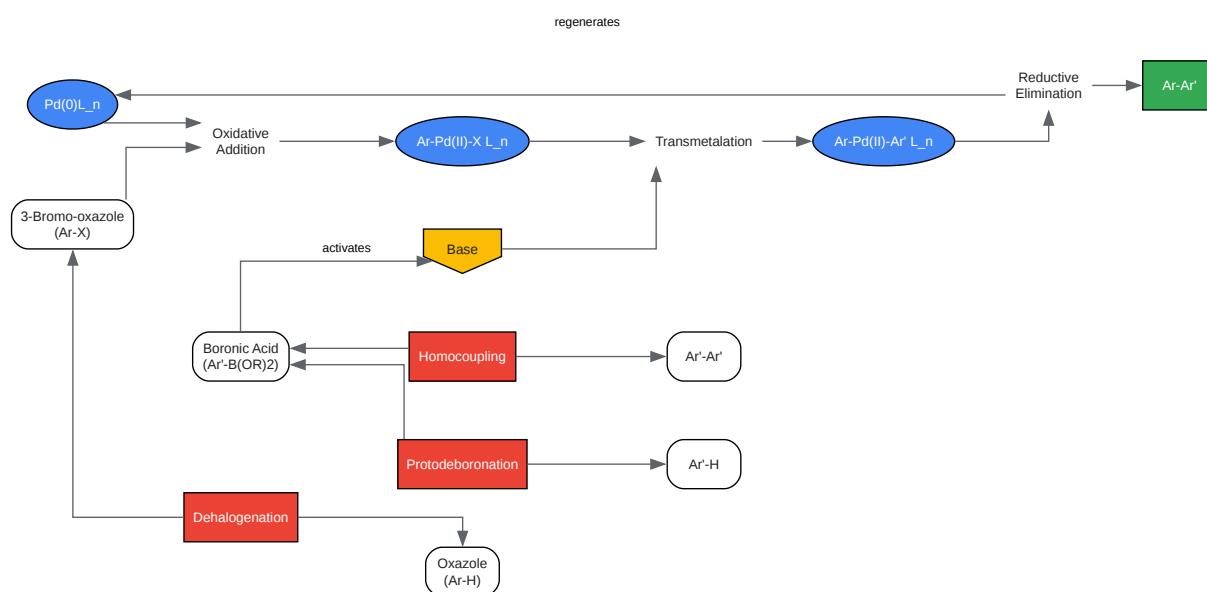 regenerates
Reductive
Elimination
Ar-Ar'
Pd(0)L_n
Oxidative
Addition
Ar-Pd(II)-X L_n
Transmetalation
Ar-Pd(II)-Ar' L_n
3-Bromo-oxazole
(Ar-X)
activates
Base
Boronic Acid
(Ar'-B(OR)2)
Homocoupling
Ar'-Ar'
Protodeboronation
Ar'-H
Dehalogenation
Oxazole
(Ar-H)